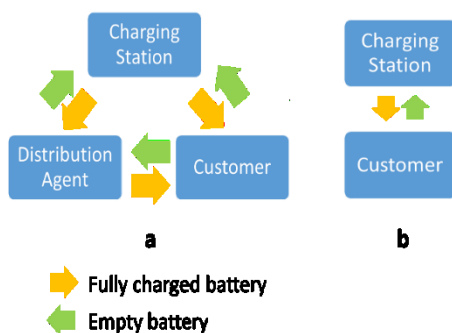 Charging
Station
Distribution
Agent
Customer
a
Charging
Station
Customer
b
Fully charged battery
Empty battery